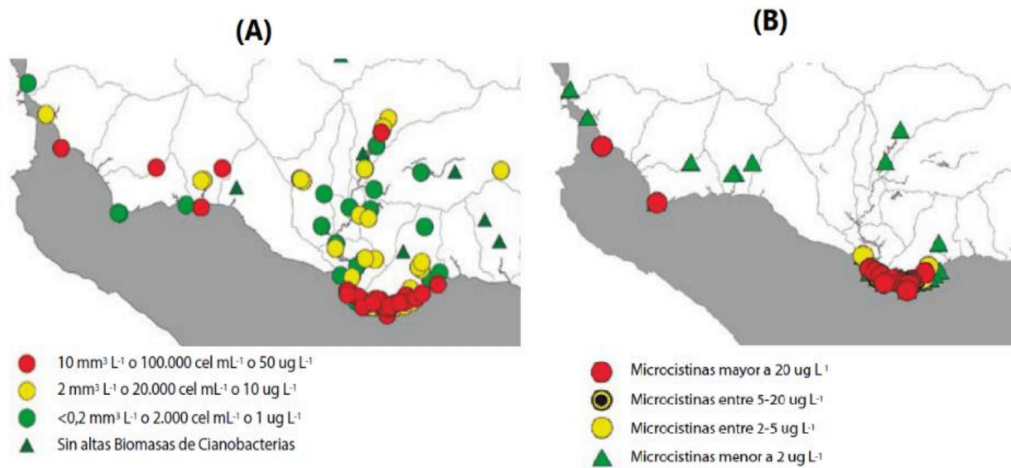 (A)
(B)
10 mm³ L⁻¹ o 100.000 cel mL⁻¹ o 50 ug L⁻¹
2 mm³ L⁻¹ o 20.000 cel mL⁻¹ o 10 ug L⁻¹
<0,2 mm³ L⁻¹ o 2.000 cel mL⁻¹ o 1 ug L⁻¹
Sin altas Biomasas de Cianobacterias
Microcistinas mayor a 20 ug L⁻¹
Microcistinas entre 5-20 ug L⁻¹
Microcistinas entre 2-5 ug L⁻¹
Microcistinas menor a 2 ug L⁻¹